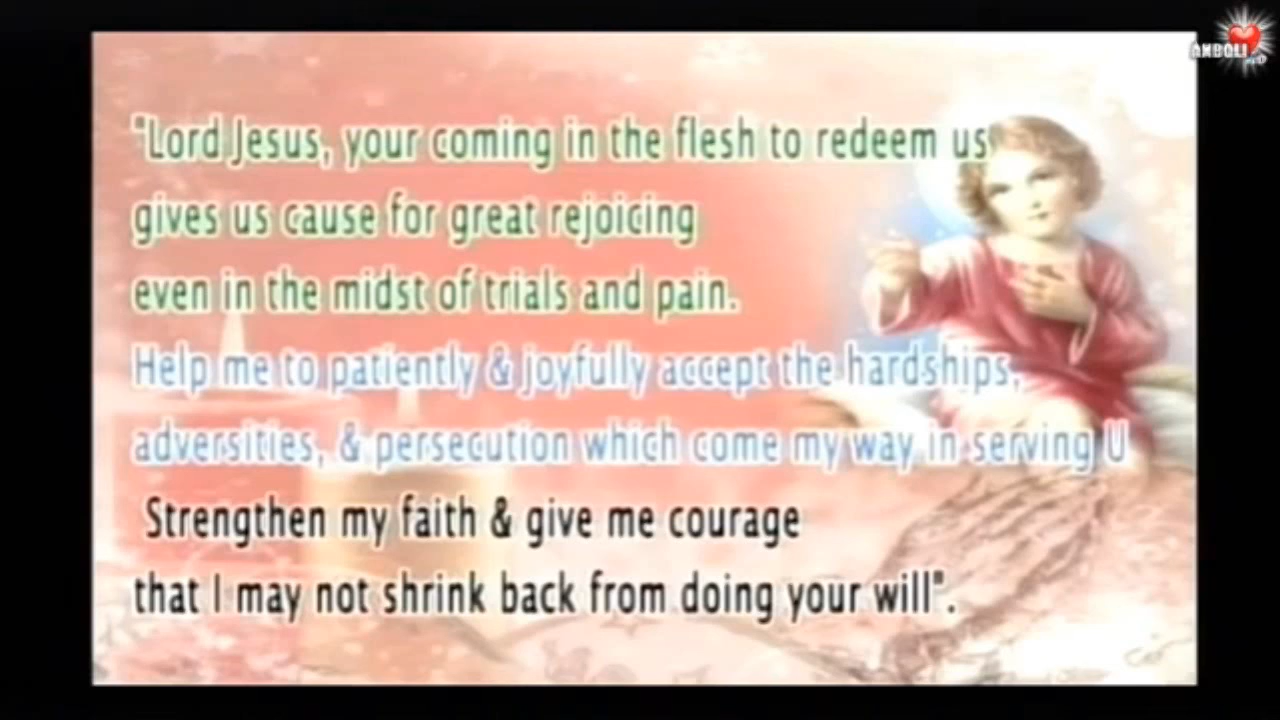 "Lord Jesus, your coming in the flesh to redeem us
gives us cause for great rejoicing
even in the midst of trials and pain.
Help me to patiently & joyfully accept the hardships,
adversities, & persecution which come my way in serving U
Strengthen my faith & give me courage
that I may not shrink back from doing your will".